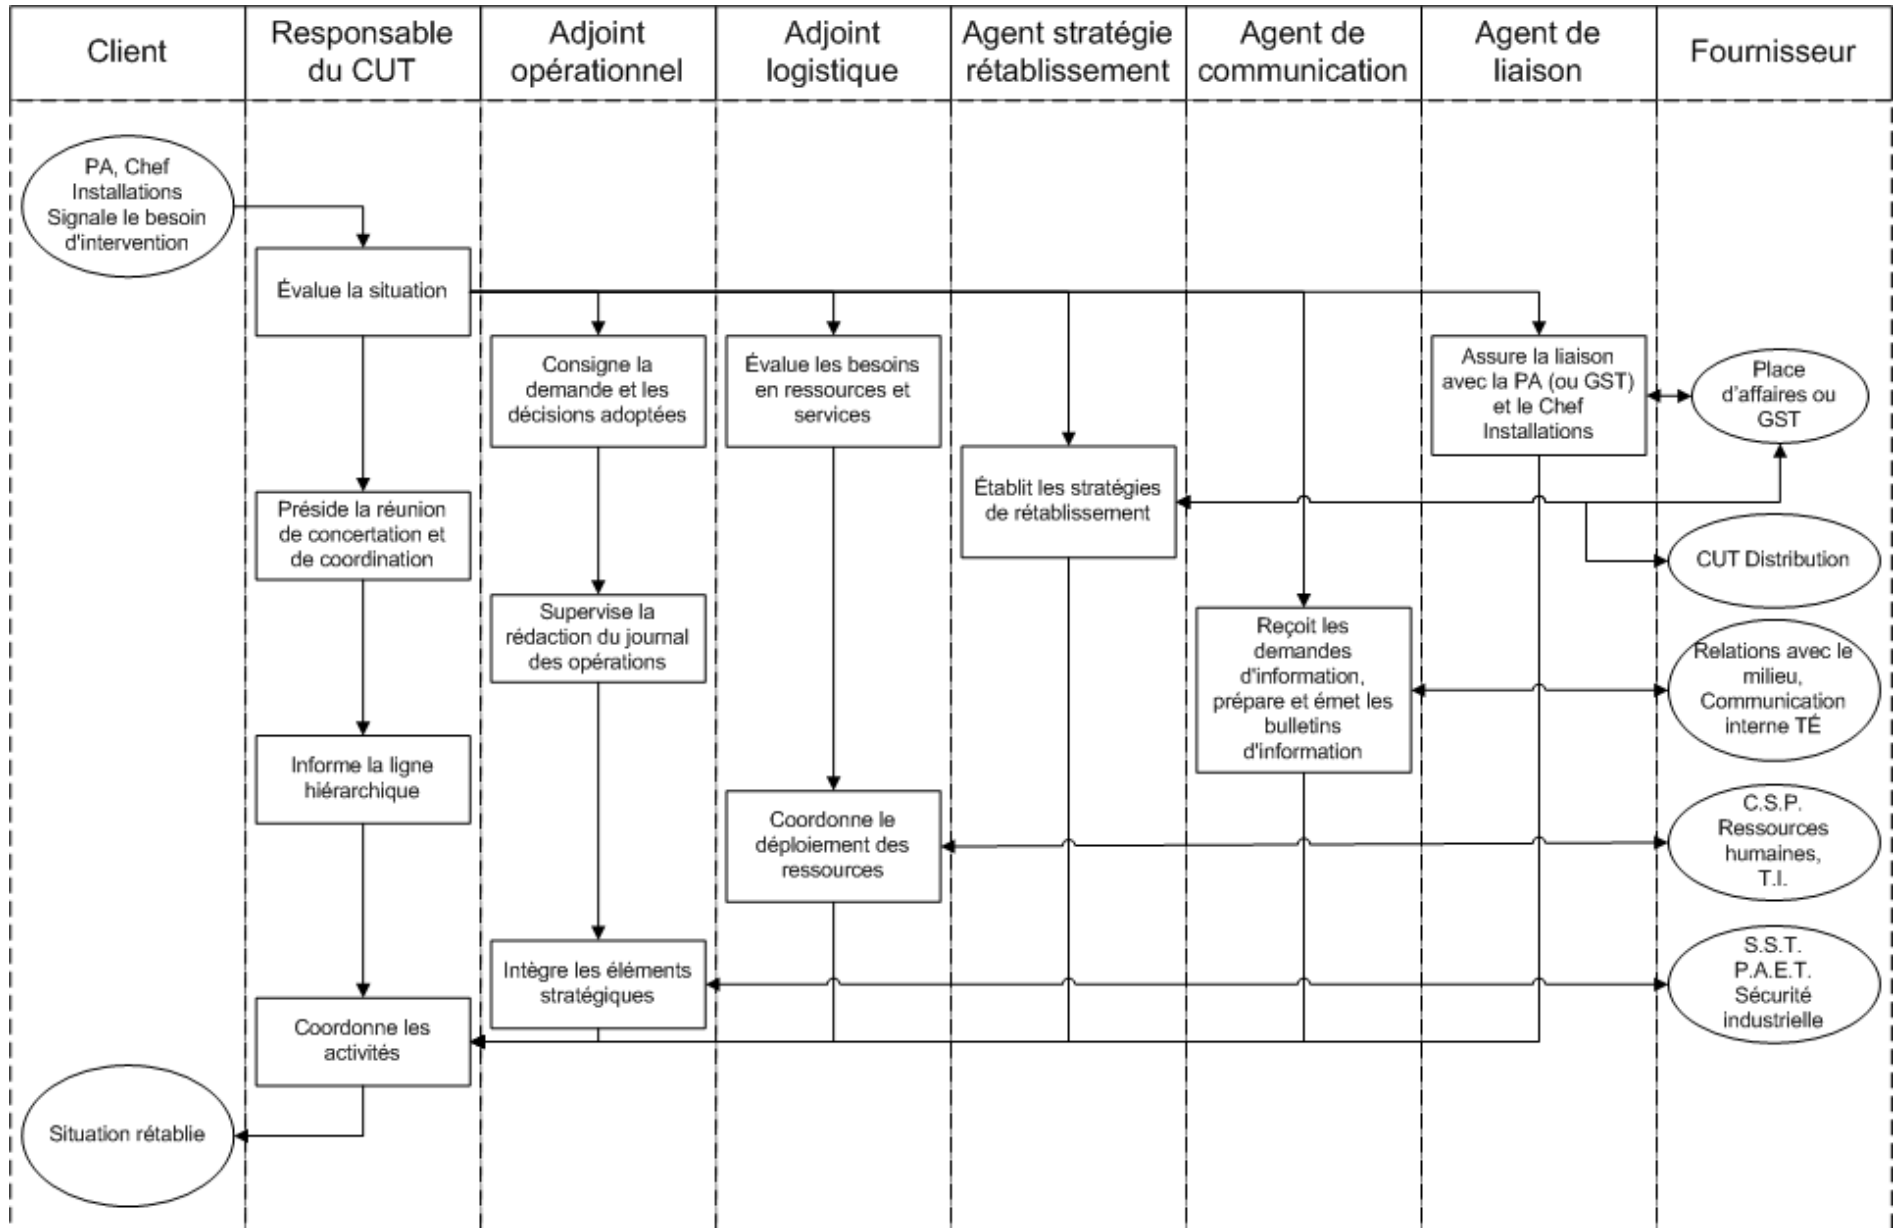 Client
Responsable
du CUT
Adjoint
opérationnel
Adjoint
logistique
Agent stratégie
rétablissement
Agent de
communication
Agent de
liaison
Fournisseur
PA, Chef
Installations
Signale le besoin
d'intervention
Évalue la situation
Consigne la
demande et les
décisions adoptées
Évalue les besoins
en ressources et
services
Assure la liaison
avec la PA (ou GST)
et le Chef
Installations
Place
d'affaires ou
GST
Établit les stratégies
de rétablissement
Préside la réunion
de concertation et
de coordination
CUT Distribution
Supervise la
rédaction du journal
des opérations
Reçoit les
demandes
d'information,
prépare et émet les
bulletins
d'information
Relations avec le
milieu,
Communication
interne TÉ
Informe la ligne
hiérarchique
Coordonne le
déploiement des
ressources
C.S.P.
Ressources
humaines,
T.I.
Intègre les éléments
stratégiques
S.S.T.
P.A.E.T.
Sécurité
industrielle
Coordonne les
activités
Situation rétablie